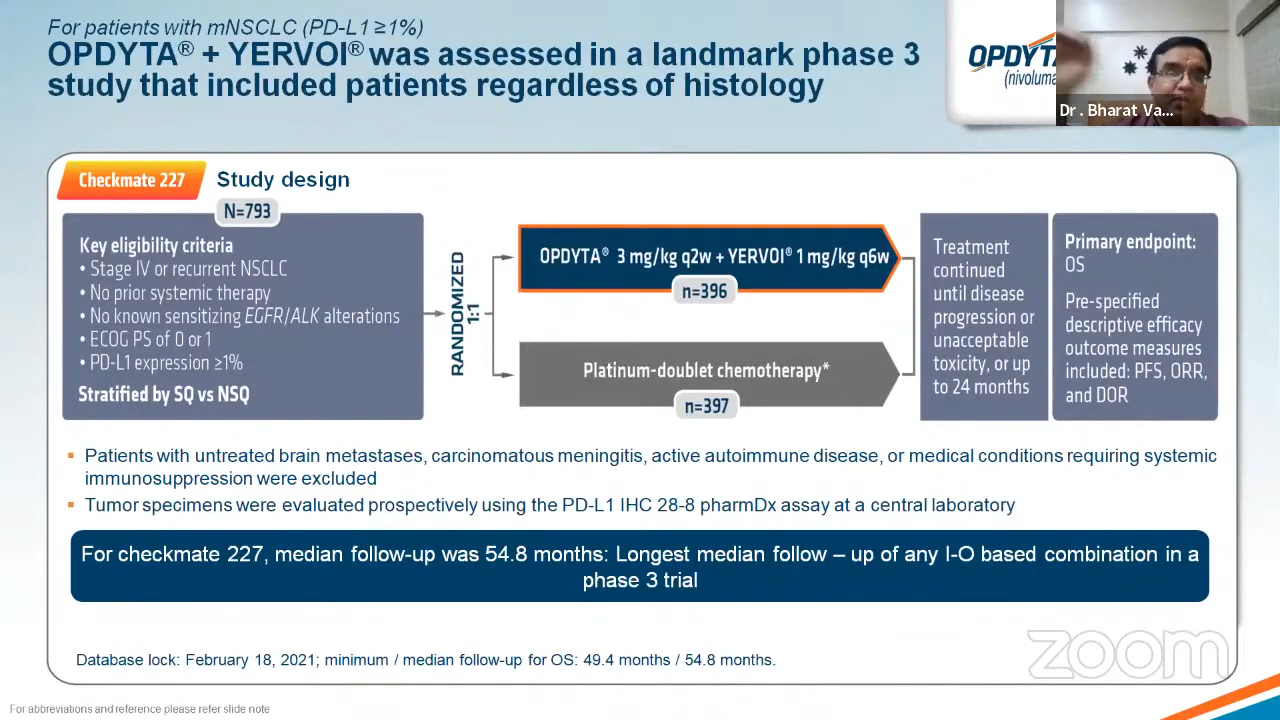 For patients with mNSCLC (PD-L1 ≥1%)
OPDYTA® + YERVOI® was assessed in a landmark phase 3
study that included patients regardless of histology
OPDYTA
(nivoluma
Dr. Bharat Va...
Checkmate 227
Study design
N=793
Key eligibility criteria
• Stage IV or recurrent NSCLC
• No prior systemic therapy
• No known sensitizing EGFR/ALK alterations
• ECOG PS of 0 or 1
• PD-L1 expression ≥1%
Stratified by SQ vs NSQ
RANDOMIZED
1:1
OPDYTA® 3 mg/kg q2w + YERVOI® 1 mg/kg q6w
n=396
Platinum-doublet chemotherapy*
n=397
Treatment
continued
until disease
progression or
unacceptable
toxicity, or up
to 24 months
Primary endpoint:
OS
Pre-specified
descriptive efficacy
outcome measures
included: PFS, ORR,
and DOR
▪ Patients with untreated brain metastases, carcinomatous meningitis, active autoimmune disease, or medical conditions requiring systemic
immunosuppression were excluded
▪ Tumor specimens were evaluated prospectively using the PD-L1 IHC 28-8 pharmDx assay at a central laboratory
For checkmate 227, median follow-up was 54.8 months: Longest median follow – up of any I-O based combination in a
phase 3 trial
zoom
Database lock: February 18, 2021; minimum / median follow-up for OS: 49.4 months / 54.8 months.
For abbreviations and reference please refer slide note